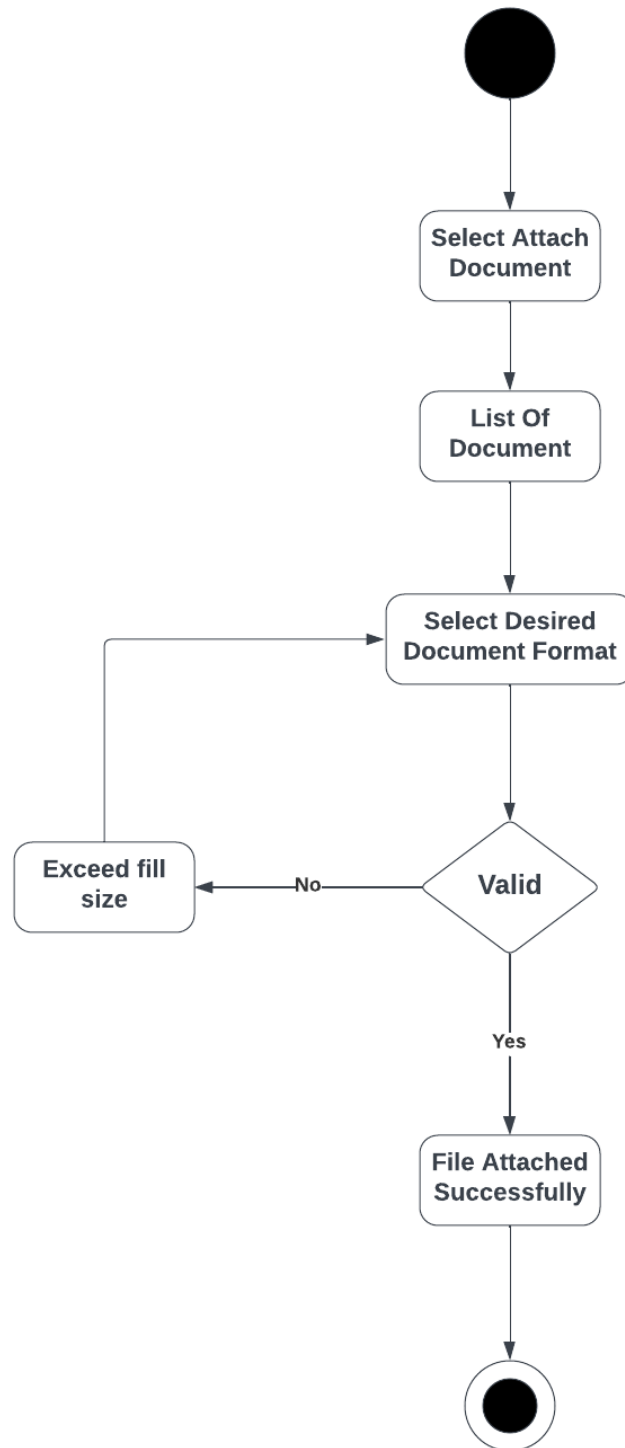 Select Attach
Document
List Of
Document
Select Desired
Document Format
Exceed fill
size
No
Valid
Yes
File Attached
Successfully